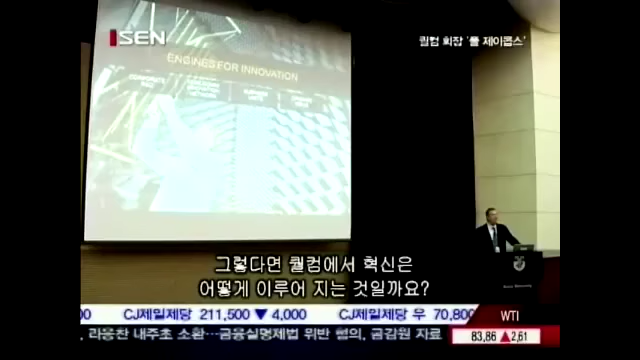 SEN
퀄컴 회장 '폴 제이콥스'
ENGINES FOR INNOVATION
그렇다면 퀄컴에서 혁신은
어떻게 이루어 지는 것일까요?
CJ제일제당 211,500 ▼ 4,000 CJ제일제당 우 70,800
WTI
, 라응찬 내주초 소환…금융실명제법 위반 혐의, 금감원 자료
83,86 ▲ 2,61